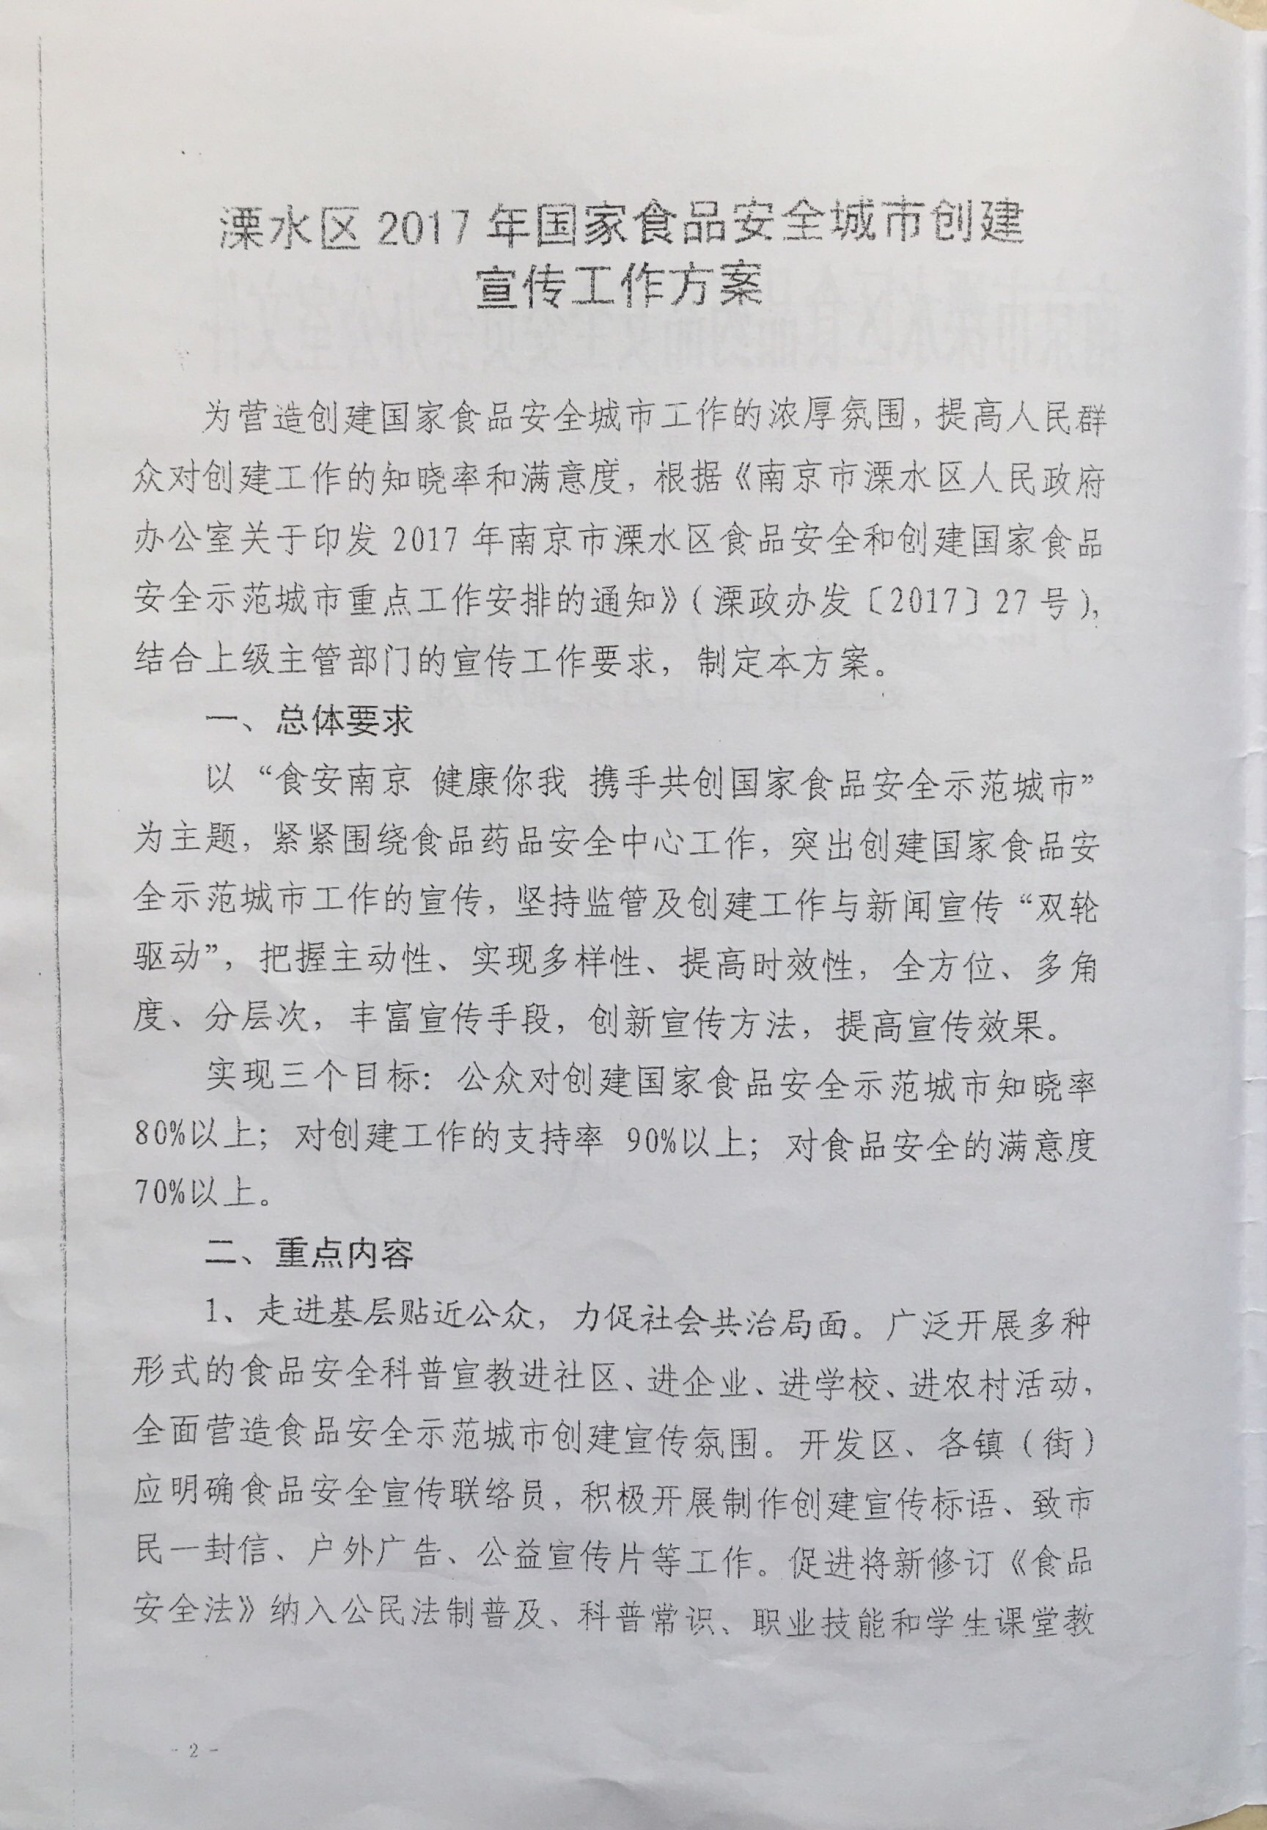 溧水区 2017 年国家食品安全城市创建
宣传工作方案
为营造创建国家食品安全城市工作的浓厚氛围，提高人民群
众对创建工作的知晓率和满意度，根据《南京市溧水区人民政府
办公室关于印发 2017 年南京市溧水区食品安全和创建国家食品
安全示范城市重点工作安排的通知》（溧政办发〔2017〕27 号），
结合上级主管部门的宣传工作要求，制定本方案。
一、总体要求
以“食安南京 健康你我 携手共创国家食品安全示范城市”
为主题，紧紧围绕食品药品安全中心工作，突出创建国家食品安
全示范城市工作的宣传，坚持监管及创建工作与新闻宣传“双轮
驱动”，把握主动性、实现多样性、提高时效性，全方位、多角
度、分层次，丰富宣传手段，创新宣传方法，提高宣传效果。
实现三个目标：公众对创建国家食品安全示范城市知晓率
80%以上；对创建工作的支持率 90%以上；对食品安全的满意度
70%以上。
二、重点内容
1、走进基层贴近公众，力促社会共治局面。广泛开展多种
形式的食品安全科普宣教进社区、进企业、进学校、进农村活动，
全面营造食品安全示范城市创建宣传氛围。开发区、各镇（街）
应明确食品安全宣传联络员，积极开展制作创建宣传标语、致市
民一封信、户外广告、公益宣传片等工作。促进将新修订《食品
安全法》纳入公民法制普及、科普常识、职业技能和学生课堂教
- 2 -